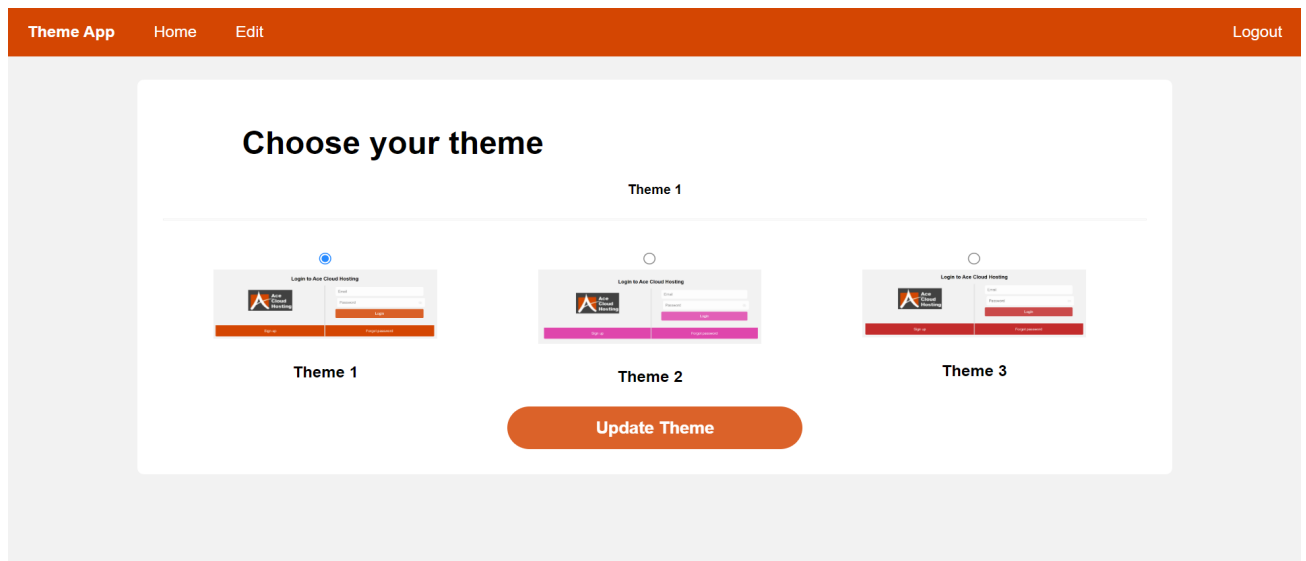 Theme App Home Edit Logout
Choose your theme
Theme 1
Login to Ace Cloud Hosting
Ace
Cloud
Hosting
Email
Password
Login
Sign up Forgot password
Theme 1
Login to Ace Cloud Hosting
Ace
Cloud
Hosting
Email
Password
Login
Sign up Forgot password
Theme 2
Login to Ace Cloud Hosting
Ace
Cloud
Hosting
Email
Password
Login
Sign up Forgot password
Theme 3
Update Theme